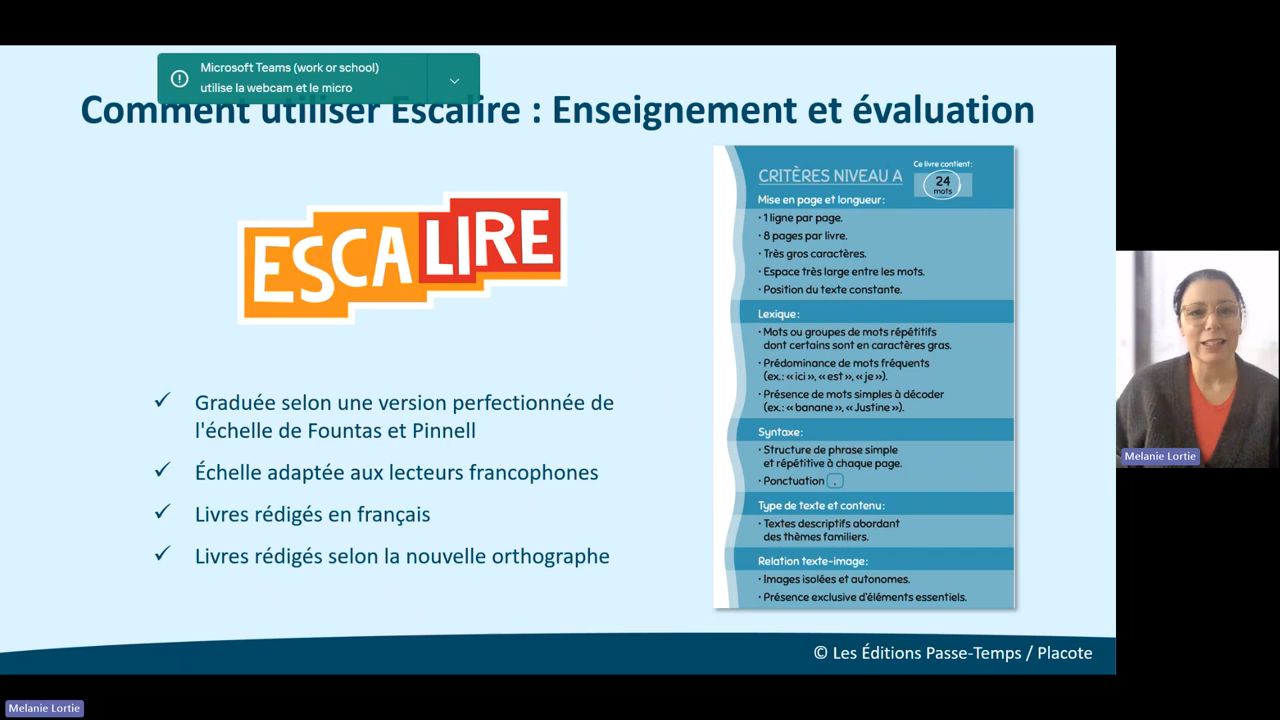 Microsoft Teams (work or school)
utilise la webcam et le micro
Comment utiliser Escalire : Enseignement et évaluation
ESCALIRE
✓ Graduée selon une version perfectionnée de
l'échelle de Fountas et Pinnell
✓ Échelle adaptée aux lecteurs francophones
✓ Livres rédigés en français
✓ Livres rédigés selon la nouvelle orthographe
CRITÈRES NIVEAU A
Ce livre contient :
24
mots
Mise en page et longueur :
• 1 ligne par page.
• 8 pages par livre.
• Très gros caractères.
• Espace très large entre les mots.
• Position du texte constante.
Lexique :
• Mots ou groupes de mots répétitifs
dont certains sont en caractères gras.
• Prédominance de mots fréquents
(ex. : « ici », « est », « je »).
• Présence de mots simples à décoder
(ex. : « banane », « Justine »).
Syntaxe :
• Structure de phrase simple
et répétitive à chaque page.
• Ponctuation .
Type de texte et contenu :
• Textes descriptifs abordant
des thèmes familiers.
Relation texte-image :
• Images isolées et autonomes.
• Présence exclusive d'éléments essentiels.
© Les Éditions Passe-Temps / Placote
Melanie Lortie
Melanie Lortie